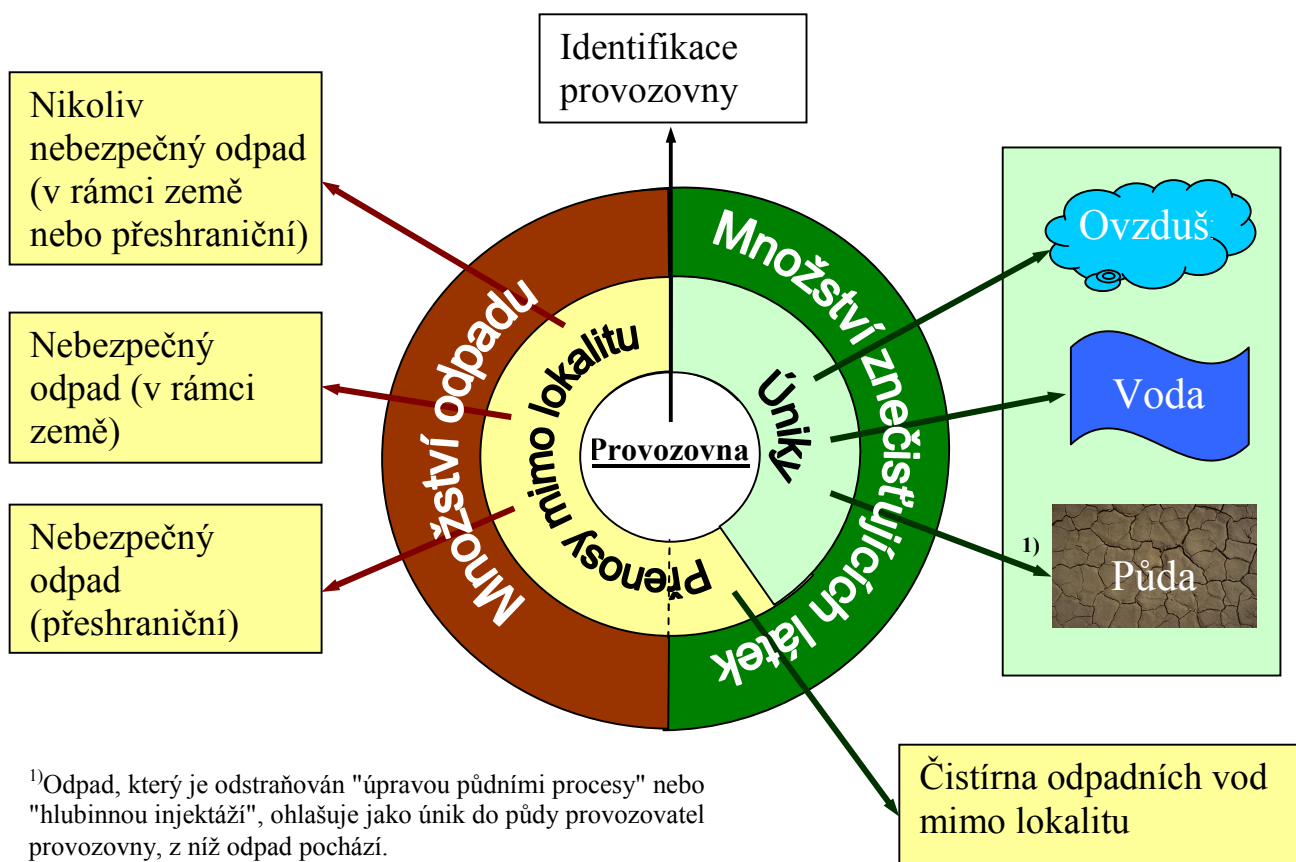 Identifikace
provozovny
Nikoliv
nebezpečný odpad
(v rámci země
nebo přeshraniční)
Nebezpečný
odpad (v rámci
země)
Nebezpečný
odpad
(přeshraniční)
Množství odpadu
Přenosy mimo lokalitu
Provozovna
Úniky
Množství znečistujících látek
Ovzduš
Voda
1)
Půda
Čistírna odpadních vod
mimo lokalitu
1)Odpad, který je odstraňován "úpravou půdními procesy" nebo
"hlubinnou injektáží", ohlašuje jako únik do půdy provozovatel
provozovny, z níž odpad pochází.